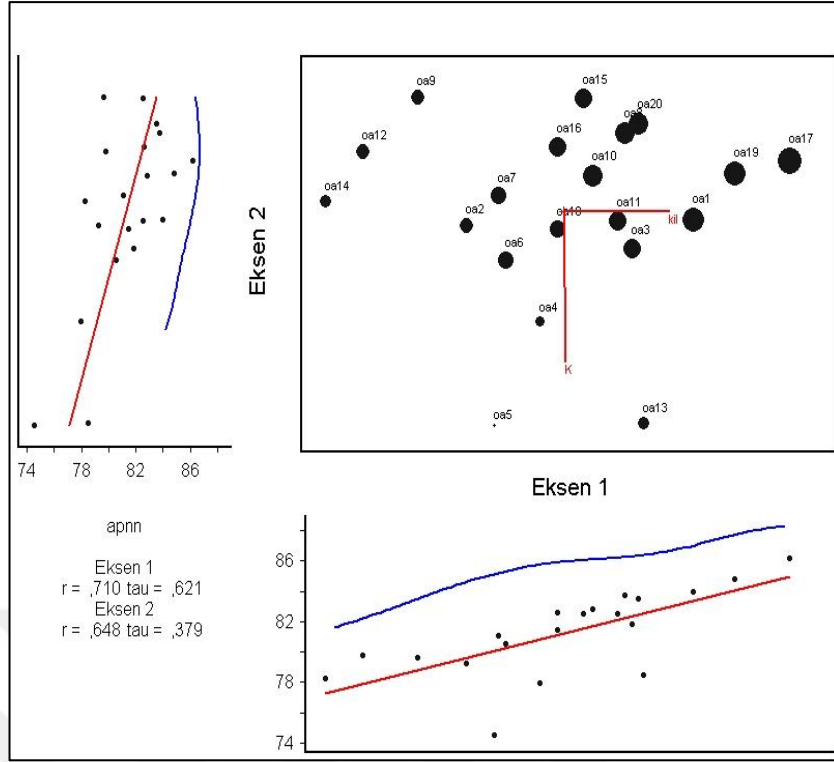 oa9
oa15
oa20
oa8
oa12
oa16
oa17
oa19
oa10
oa14
oa7
oa2
oa11
oa1
oa18
kil
oa3
oa6
oa4
K
oa5
oa13
Eksen 2
74 78 82 86
Eksen 1
apnn
Eksen 1
r = ,710 tau = ,621
Eksen 2
r = ,648 tau = ,379
86
82
78
74